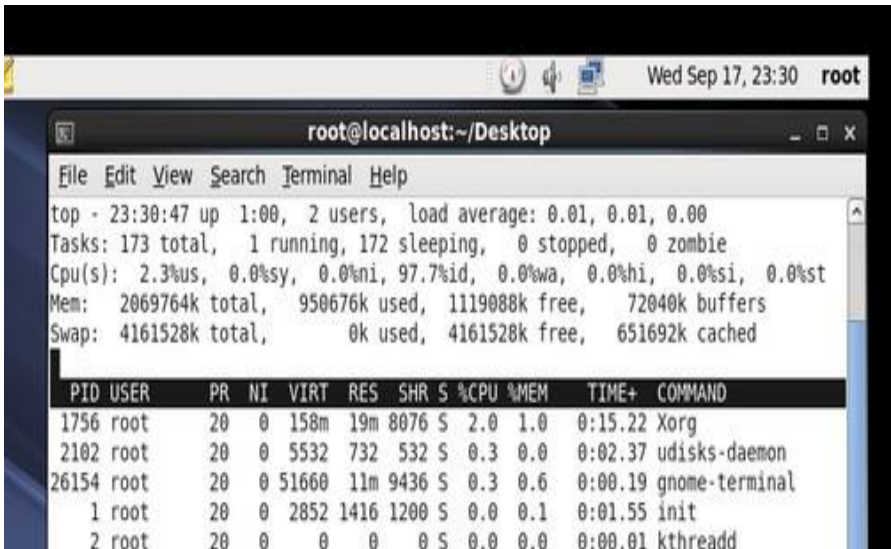 Wed Sep 17, 23:30 root
root@localhost:~/Desktop
File Edit View Search Terminal Help
top - 23:30:47 up  1:00,  2 users,  load average: 0.01, 0.01, 0.00
Tasks: 173 total,   1 running, 172 sleeping,   0 stopped,   0 zombie
Cpu(s):  2.3%us,  0.0%sy,  0.0%ni, 97.7%id,  0.0%wa,  0.0%hi,  0.0%si,  0.0%st
Mem:   2069764k total,   950676k used,  1119088k free,    72040k buffers
Swap:  4161528k total,        0k used,  4161528k free,   651692k cached
PID USER      PR  NI  VIRT  RES  SHR S %CPU %MEM    TIME+  COMMAND
1756 root      20   0  158m  19m 8076 S  2.0  1.0   0:15.22 Xorg
2102 root      20   0  5532  732  532 S  0.3  0.0   0:02.37 udisks-daemon
26154 root      20   0 51660  11m 9436 S  0.3  0.6   0:00.19 gnome-terminal
1 root      20   0  2852 1416 1200 S  0.0  0.1   0:01.55 init
2 root      20   0     0    0    0 S  0.0  0.0   0:00.01 kthreadd